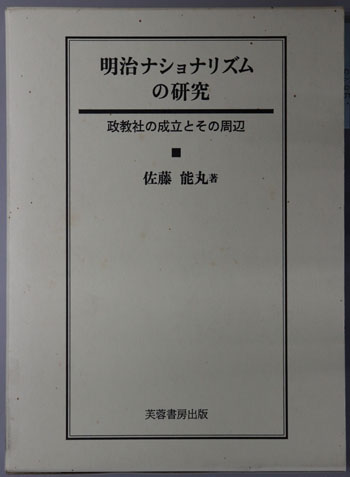 明治ナショナリズム
の研究
政教社の成立とその周辺
佐藤 能丸著
芙蓉書房出版